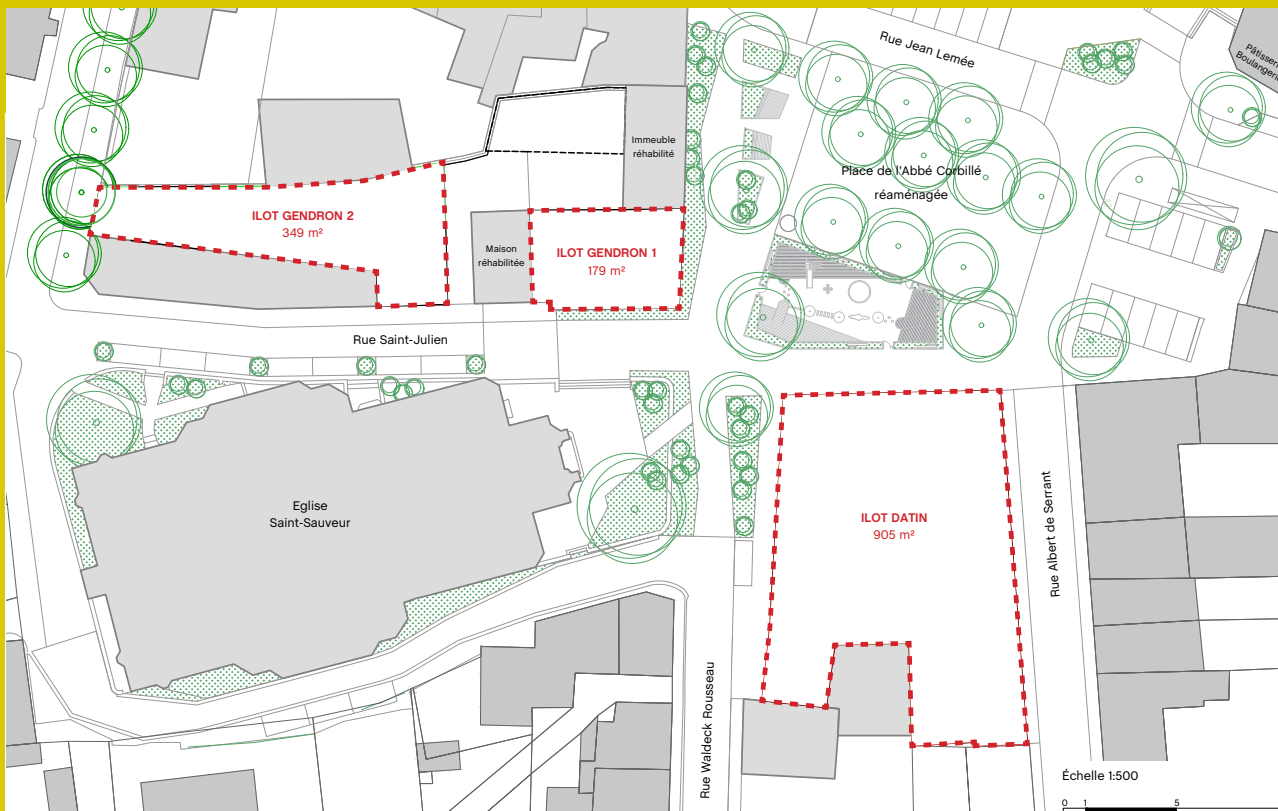 Rue Jean Lemée
Pâtisserie
Boulangerie
Immeuble
réhabilité
Place de l'Abbé Corbillé
réaménagée
ILOT GENDRON 2
349 m²
Maison
réhabilitée
ILOT GENDRON 1
179 m²
Rue Saint-Julien
Eglise
Saint-Sauveur
ILOT DATIN
905 m²
Rue Albert de Serrant
Rue Waldeck Rousseau
Échelle 1:500
0 1 5